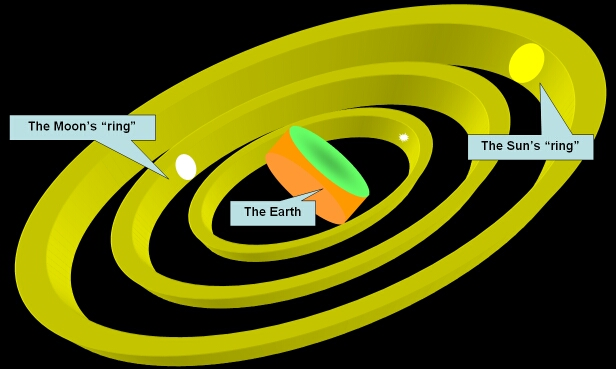 The Moon's “ring”
The Sun's “ring”
The Earth